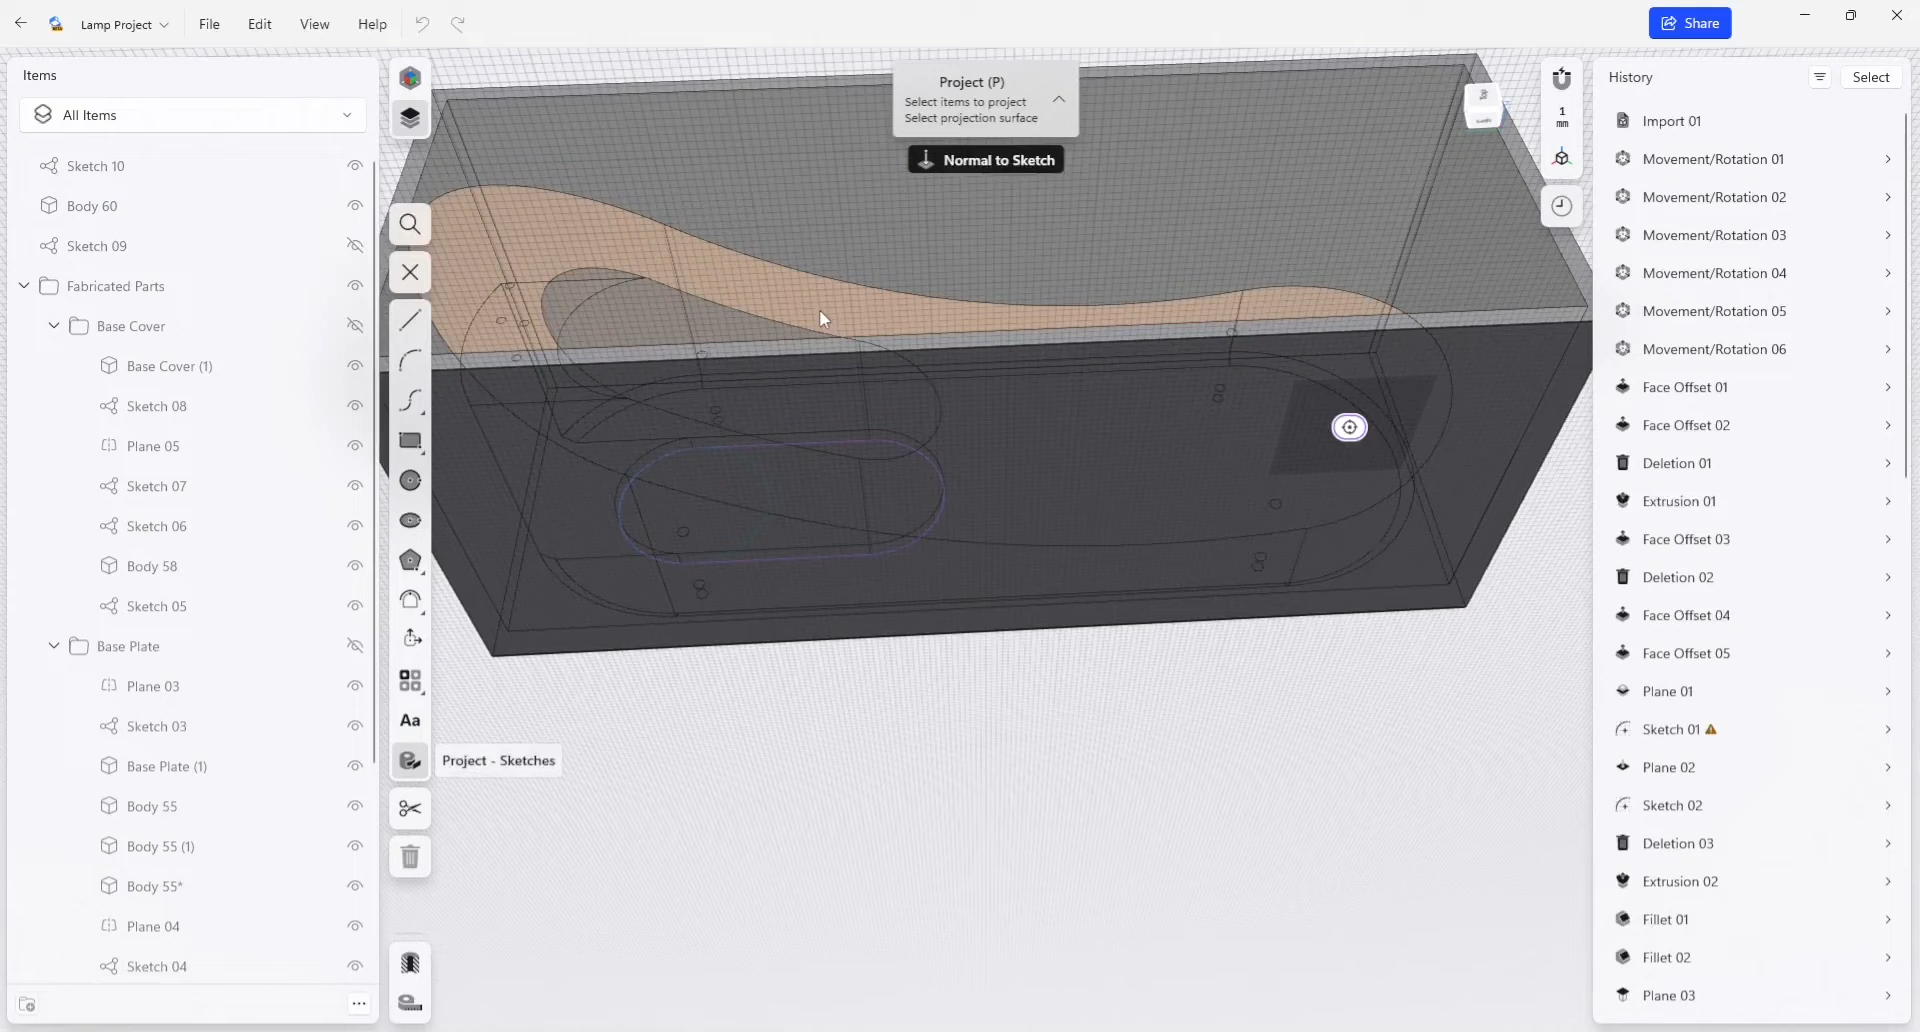 Lamp Project
File
Edit
View
Help
Share
Items
All Items
Sketch 10
Body 60
Sketch 09
Fabricated Parts
Base Cover
Base Cover (1)
Sketch 08
Plane 05
Sketch 07
Sketch 06
Body 58
Sketch 05
Base Plate
Plane 03
Sketch 03
Base Plate (1)
Body 55
Body 55 (1)
Body 55*
Plane 04
Sketch 04
Aa
Project - Sketches
Project (P)
Select items to project
Select projection surface
Normal to Sketch
1
mm
History
Select
Import 01
Movement/Rotation 01
Movement/Rotation 02
Movement/Rotation 03
Movement/Rotation 04
Movement/Rotation 05
Movement/Rotation 06
Face Offset 01
Face Offset 02
Deletion 01
Extrusion 01
Face Offset 03
Deletion 02
Face Offset 04
Face Offset 05
Plane 01
Sketch 01
Plane 02
Sketch 02
Deletion 03
Extrusion 02
Fillet 01
Fillet 02
Plane 03